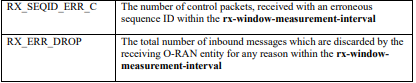 RX_SEQID_ERR_C The number of control packets, received with an erroneous
sequence ID within the rx-window-measurement-interval
RX_ERR_DROP The total number of inbound messages which are discarded by the
receiving O-RAN entity for any reason within the rx-window-
measurement-interval